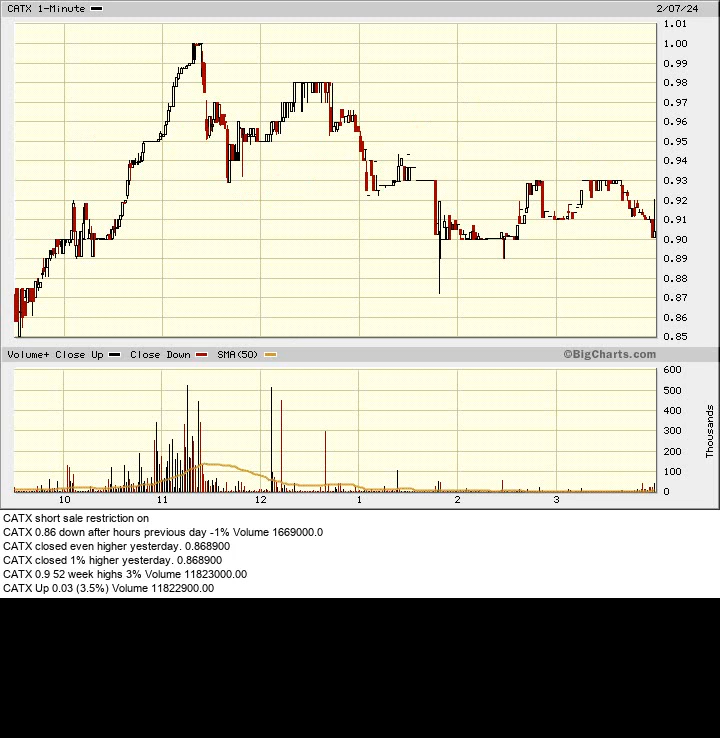 CATX 1-Minute 2/07/24
1.01
1.00
0.99
0.98
0.97
0.96
0.95
0.94
0.93
0.92
0.91
0.90
0.89
0.88
0.87
0.86
0.85
Volume+ Close Up Close Down SMA(50) ©BigCharts.com
600
500
400
300
200
100
0
Thousands
10 11 12 1 2 3
CATX short sale restriction on
CATX 0.86 down after hours previous day -1% Volume 1669000.0
CATX closed even higher yesterday. 0.868900
CATX closed 1% higher yesterday. 0.868900
CATX 0.9 52 week highs 3% Volume 11823000.00
CATX Up 0.03 (3.5%) Volume 11822900.00